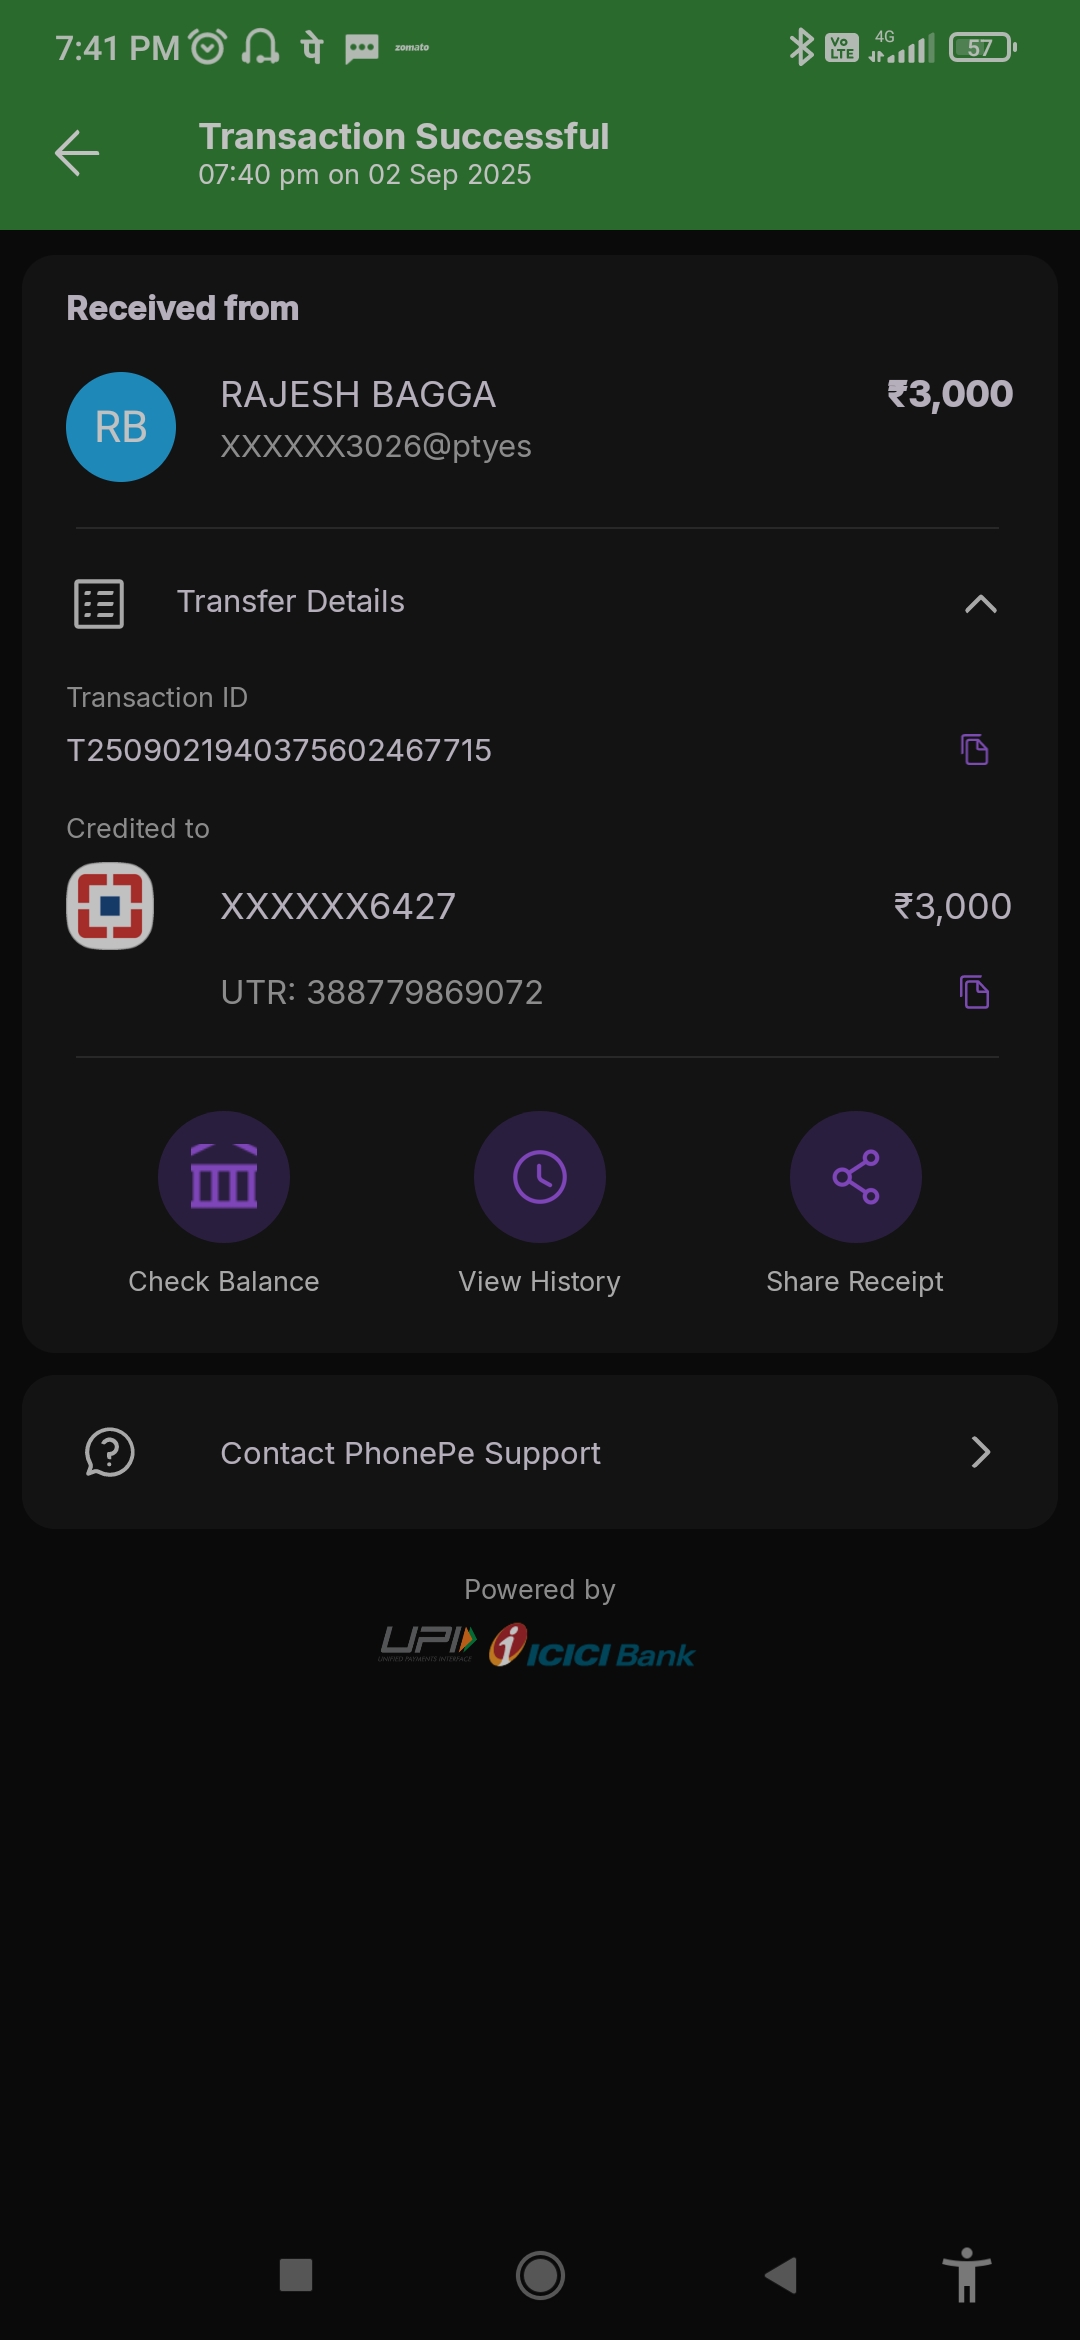 7:41 PM पे zomato Vo LTE 4G 57
Transaction Successful
07:40 pm on 02 Sep 2025
Received from
RB
RAJESH BAGGA ₹3,000
XXXXXX3026@ptyes
Transfer Details
Transaction ID
T2509021940375602467715
Credited to
XXXXXX6427 ₹3,000
UTR: 388779869072
Check Balance View History Share Receipt
Contact PhonePe Support
Powered by
UPI ICICI Bank
UNIFIED PAYMENTS INTERFACE